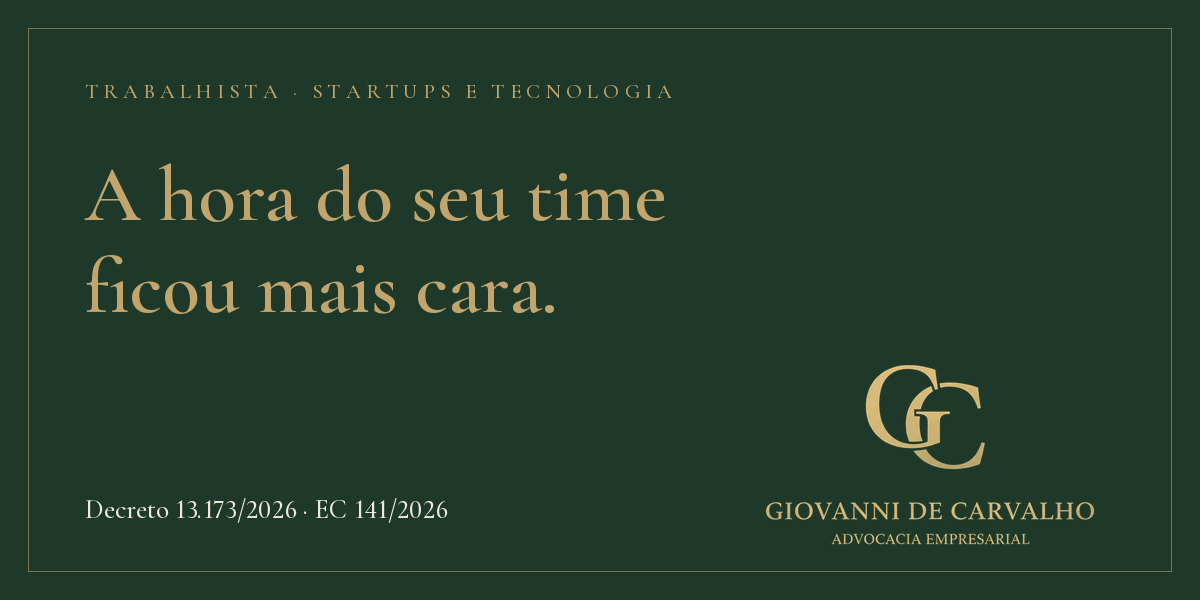 TRABALHISTA · STARTUPS E TECNOLOGIA
A hora do seu time
ficou mais cara.
Decreto 13.173/2026 · EC 141/2026
GC
GIOVANNI DE CARVALHO
ADVOCACIA EMPRESARIAL